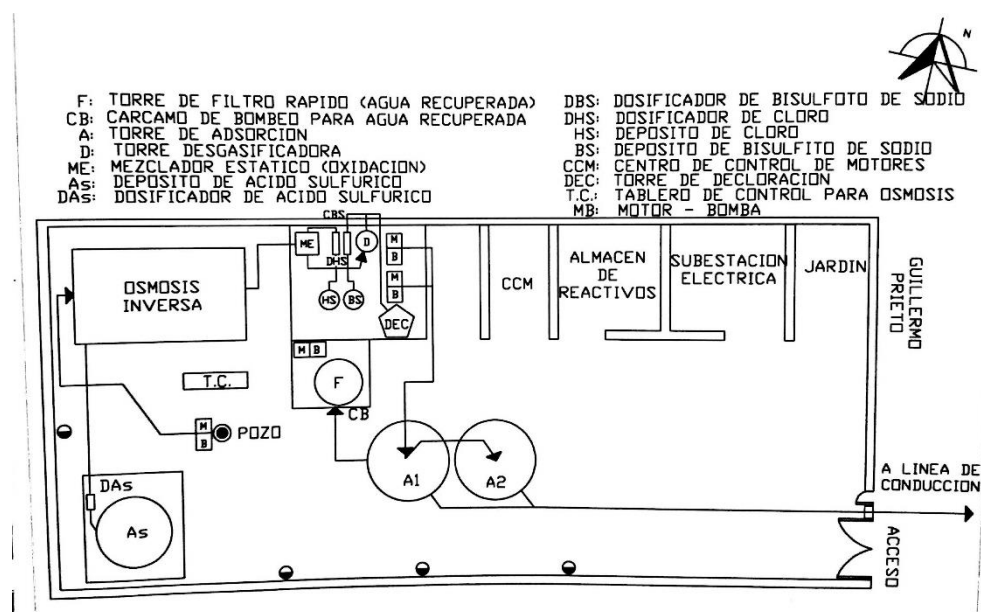 N
F: TORRE DE FILTRO RAPIDO (AGUA RECUPERADA)
CB: CARCAMO DE BOMBEO PARA AGUA RECUPERADA
A: TORRE DE ADSORCION
D: TORRE DESGASIFICADORA
ME: MEZCLADOR ESTATICO (OXIDACION)
As: DEPOSITO DE ACIDO SULFURICO
DAs: DOSIFICADOR DE ACIDO SULFURICO
DBS: DOSIFICADOR DE BISULFOTO DE SODIO
DHS: DOSIFICADOR DE CLORO
HS: DEPOSITO DE CLORO
BS: DEPOSITO DE BISULFITO DE SODIO
CCM: CENTRO DE CONTROL DE MOTORES
DEC: TORRE DE DECLORACION
T.C.: TABLERO DE CONTROL PARA OSMOSIS
MB: MOTOR - BOMBA
CBS
ME
D
M
B
DHS
M
B
HS
BS
DEC
OSMOSIS
INVERSA
CCM
ALMACEN
DE
REACTIVOS
SUBESTACION
ELECTRICA
JARDIN
GUILLERMO
PRIETO
M B
F
CB
T.C.
M
B
POZO
A1
A2
DAs
As
A LINEA DE
CONDUCCION
ACCESO